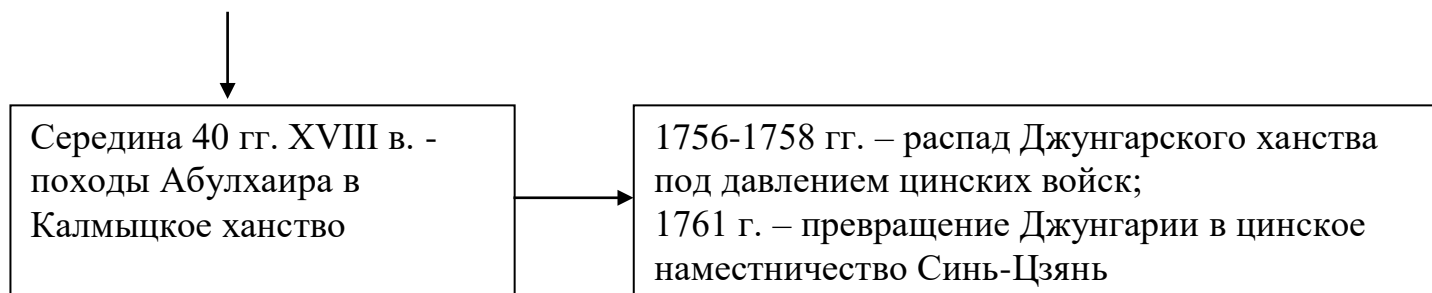 Середина 40 гг. XVIII в. -
походы Абулхаира в
Калмыцкое ханство
1756-1758 гг. – распад Джунгарского ханства
под давлением цинских войск;
1761 г. – превращение Джунгарии в цинское
наместничество Синь-Цзянь